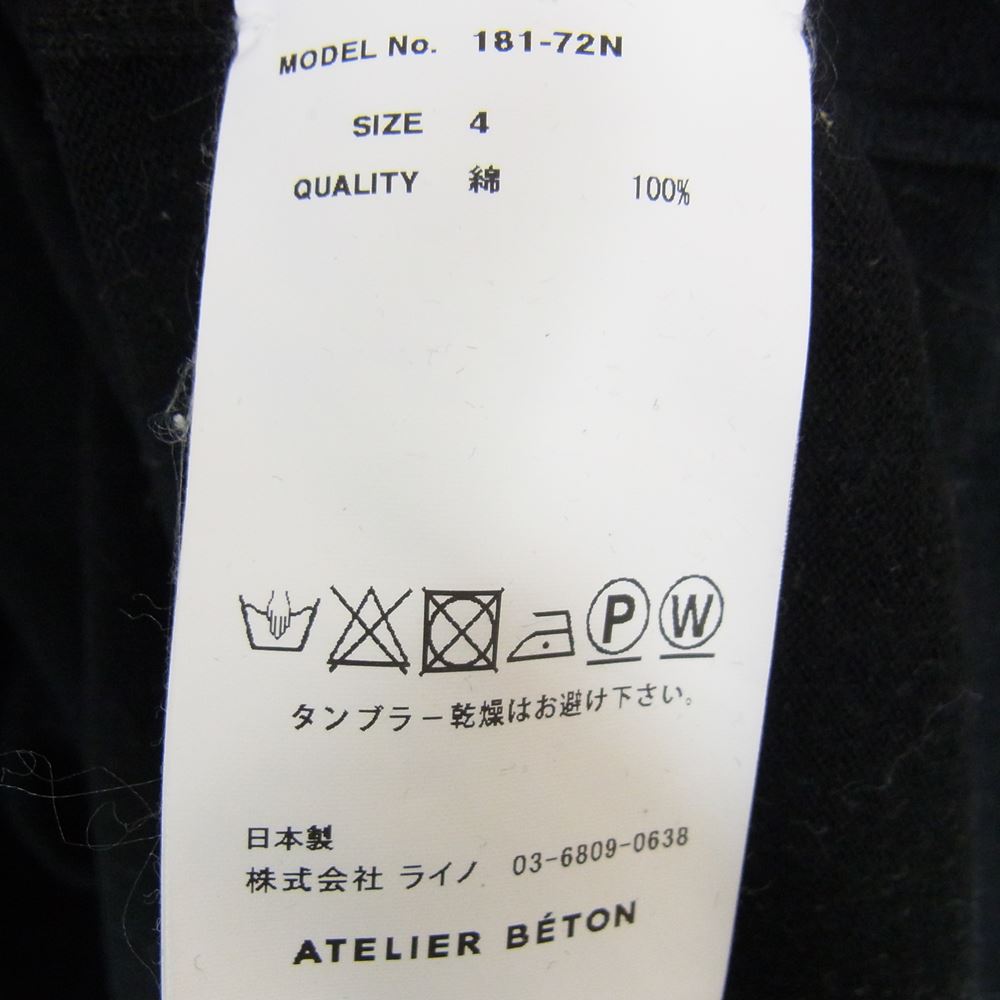 MODEL No. 181-72N
SIZE 4
QUALITY 綿 100%
P W
タンブラー乾燥はお避け下さい。
日本製
株式会社 ライノ 03-6809-0638
ATELIER BÉTON